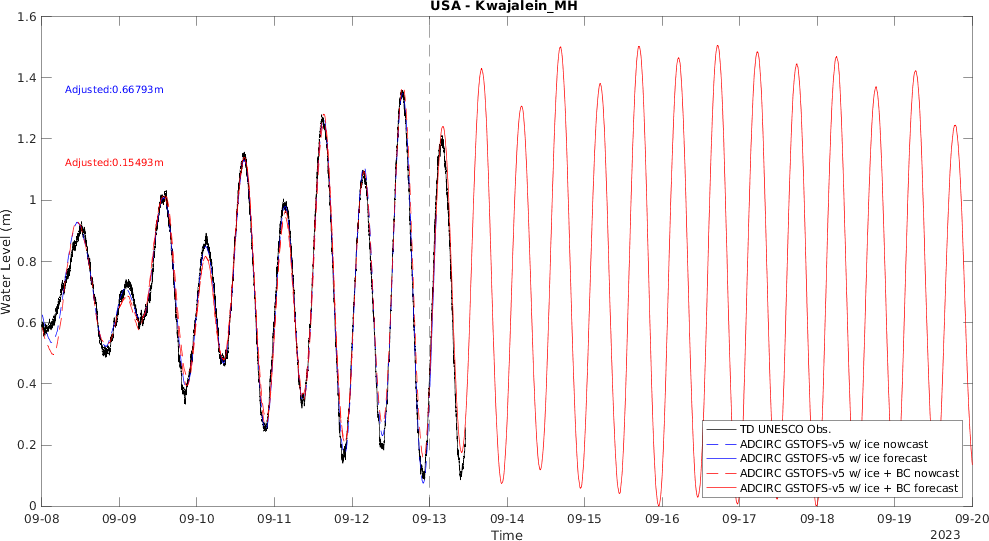 USA - Kwajalein_MH
1.6
1.4
1.2
1
0.8
0.6
0.4
0.2
0
Water Level (m)
Adjusted:0.66793m
Adjusted:0.15493m
TD UNESCO Obs.
ADCIRC GSTOFS-v5 w/ ice nowcast
ADCIRC GSTOFS-v5 w/ ice forecast
ADCIRC GSTOFS-v5 w/ ice + BC nowcast
ADCIRC GSTOFS-v5 w/ ice + BC forecast
09-08 09-09 09-10 09-11 09-12 09-13 09-14 09-15 09-16 09-17 09-18 09-19 09-20
Time
2023